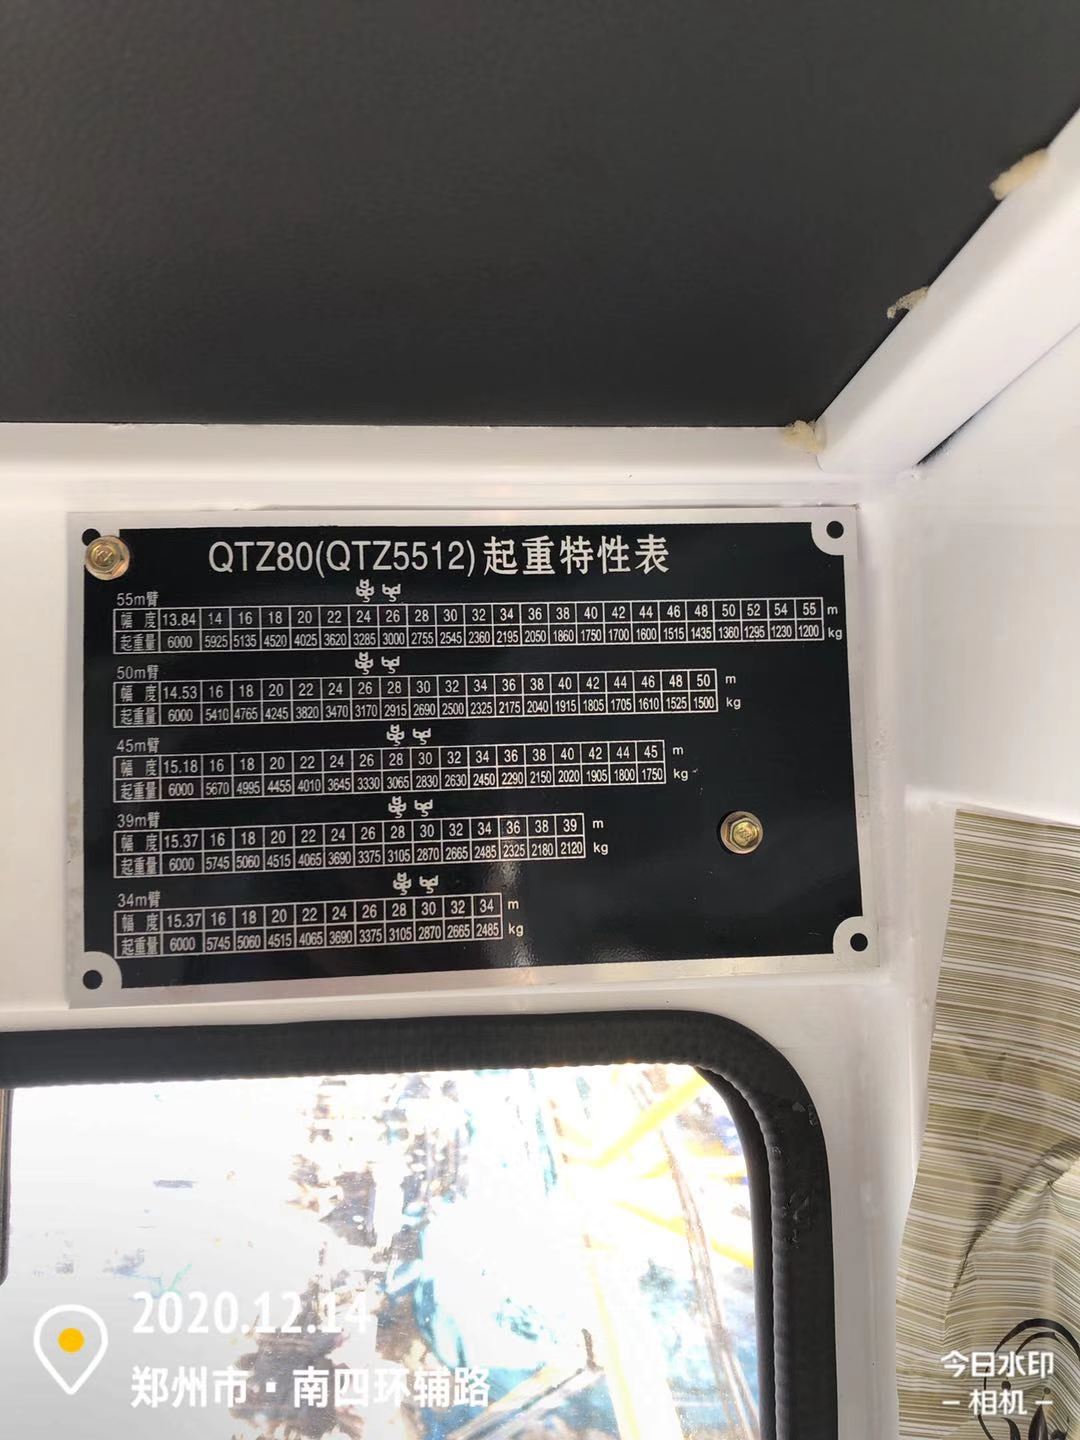 QTZ80(QTZ5512)起重特性表
55m臂
幅度 13.84 14 16 18 20 22 24 26 28 30 32 34 36 38 40 42 44 46 48 50 52 54 55 m
起重量 6000 5925 5135 4520 4025 3620 3285 3000 2755 2545 2360 2195 2050 1860 1750 1700 1600 1515 1435 1360 1295 1230 1200 kg
50m臂
幅度 14.53 16 18 20 22 24 26 28 30 32 34 36 38 40 42 44 46 48 50 m
起重量 6000 5410 4765 4245 3820 3470 3170 2915 2690 2500 2325 2175 2040 1915 1805 1705 1610 1525 1500 kg
45m臂
幅度 15.18 16 18 20 22 24 26 28 30 32 34 36 38 40 42 44 45 m
起重量 6000 5670 4995 4455 4010 3645 3330 3065 2830 2630 2450 2290 2150 2020 1905 1800 1750 kg
39m臂
幅度 15.37 16 18 20 22 24 26 28 30 32 34 36 38 39 m
起重量 6000 5745 5060 4515 4065 3690 3375 3105 2870 2665 2485 2325 2180 2120 kg
34m臂
幅度 15.37 16 18 20 22 24 26 28 30 32 34 m
起重量 6000 5745 5060 4515 4065 3690 3375 3105 2870 2665 2485 kg
2020.12.14
郑州市·南四环辅路
今日水印
-相机-